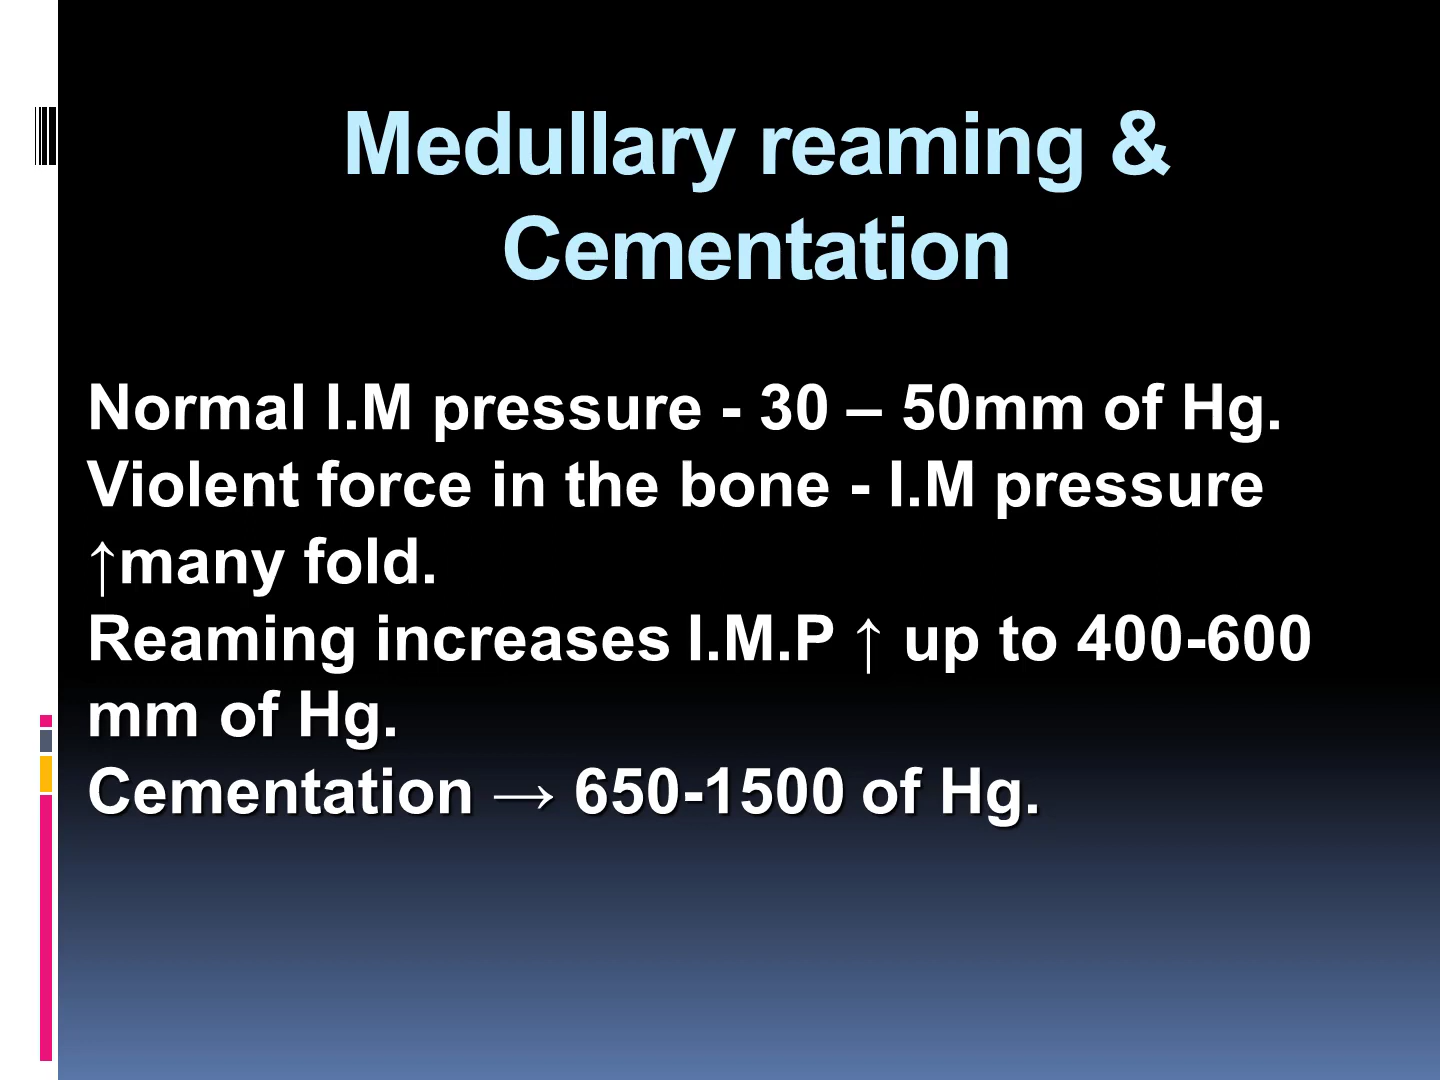 Medullary reaming &
Cementation
Normal I.M pressure - 30 – 50mm of Hg.
Violent force in the bone - I.M pressure
↑many fold.
Reaming increases I.M.P ↑ up to 400-600
mm of Hg.
Cementation → 650-1500 of Hg.